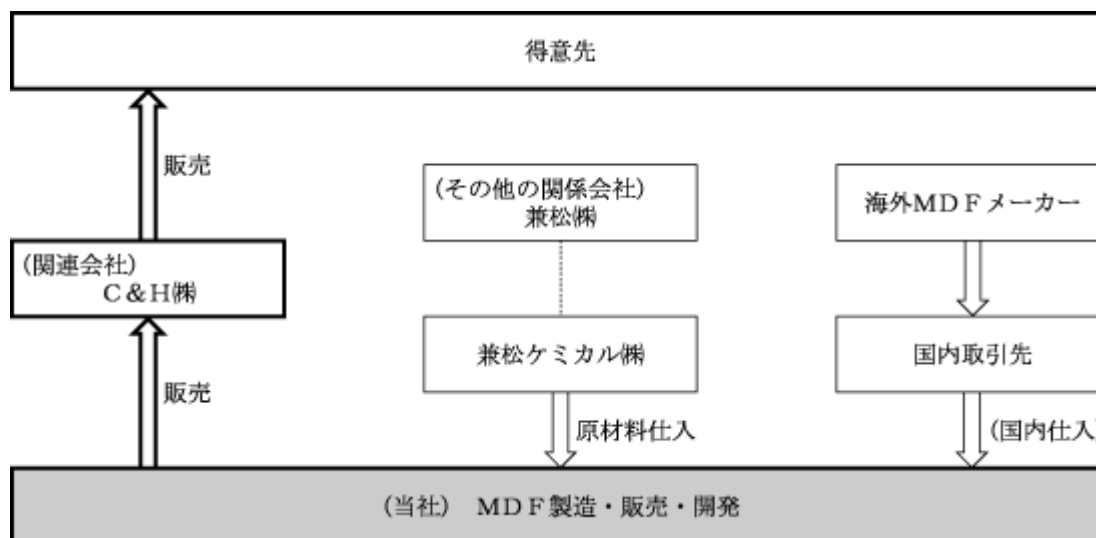 得意先
販売
(その他の関係会社)
兼松㈱
海外ＭＤＦメーカー
(関連会社)
Ｃ＆Ｈ㈱
兼松ケミカル㈱
国内取引先
販売
原材料仕入
(国内仕入)
(当社)　ＭＤＦ製造・販売・開発